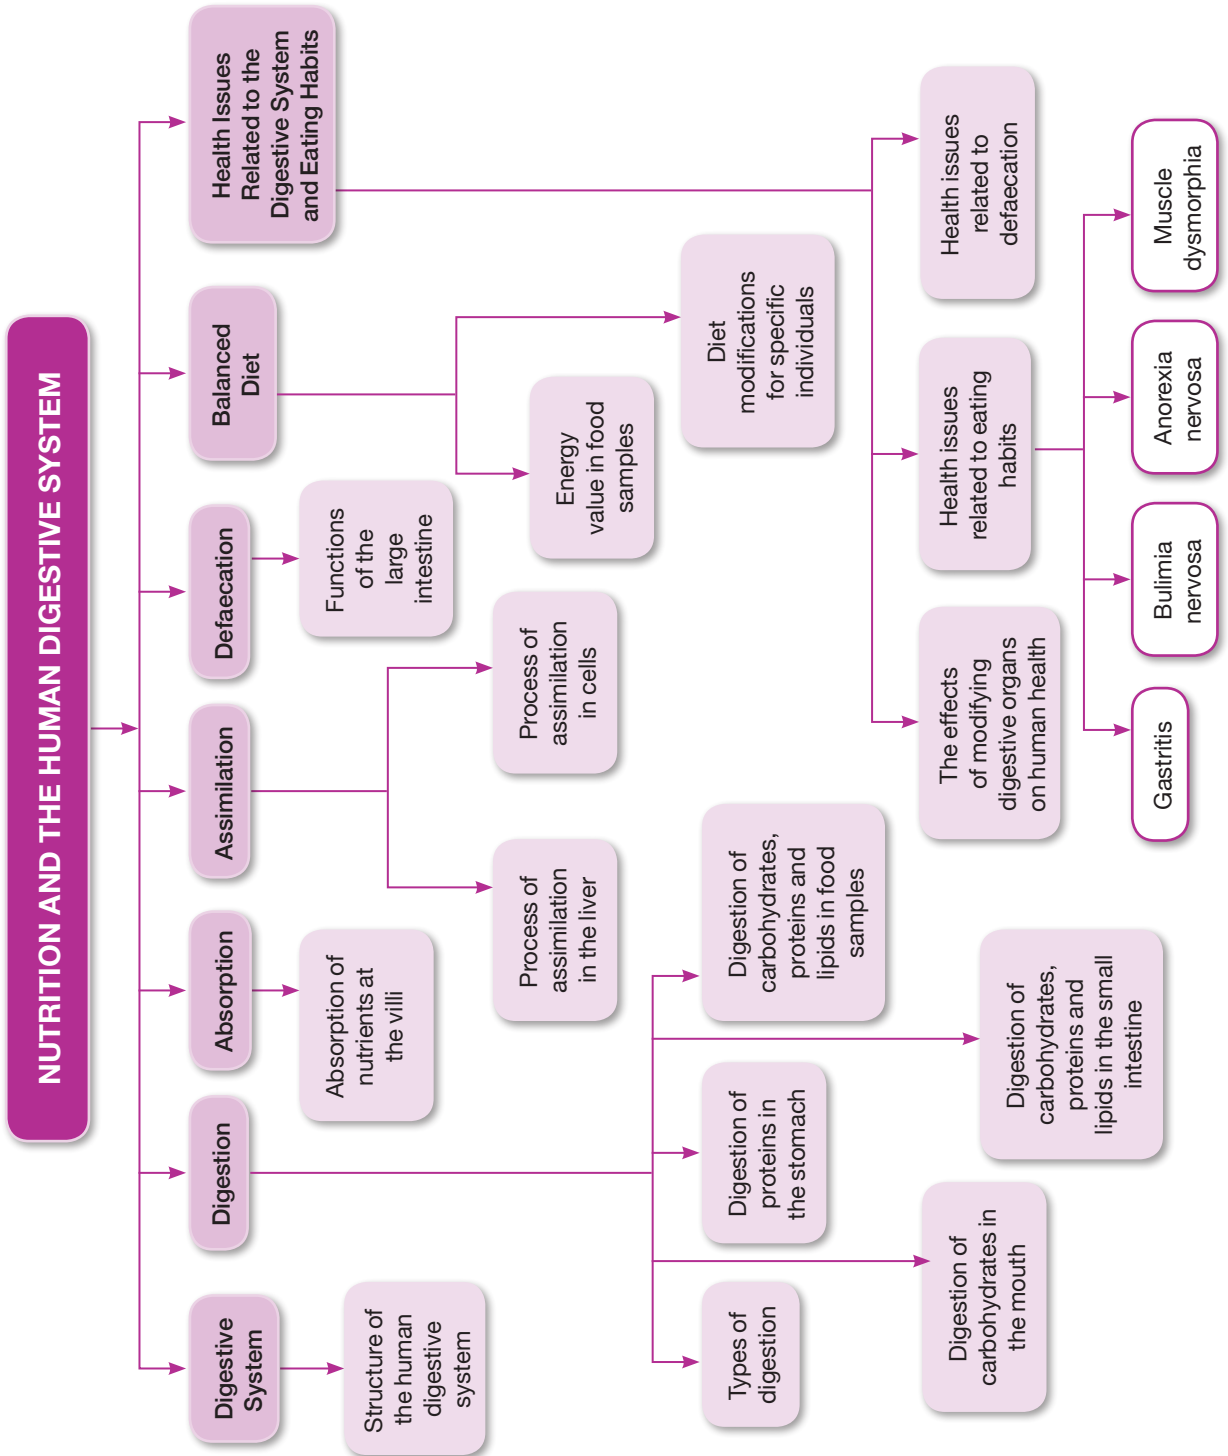 NUTRITION AND THE HUMAN DIGESTIVE SYSTEM
Digestive
System
Digestion
Absorption
Assimilation
Defaecation
Balanced
Diet
Health Issues
Related to the
Digestive System
and Eating Habits
Structure of
the human
digestive
system
Absorption of
nutrients at
the villi
Functions
of the
large
intestine
Process of
assimilation
in the liver
Process of
assimilation
in cells
Energy
value in food
samples
Diet
modifications
for specific
individuals
Types of
digestion
Digestion of
proteins in
the stomach
Digestion of
carbohydrates,
proteins and
lipids in food
samples
Digestion of
carbohydrates in
the mouth
Digestion of
carbohydrates,
proteins and
lipids in the small
intestine
The effects
of modifying
digestive organs
on human health
Health issues
related to eating
habits
Health issues
related to
defaecation
Gastritis
Bulimia
nervosa
Anorexia
nervosa
Muscle
dysmorphia